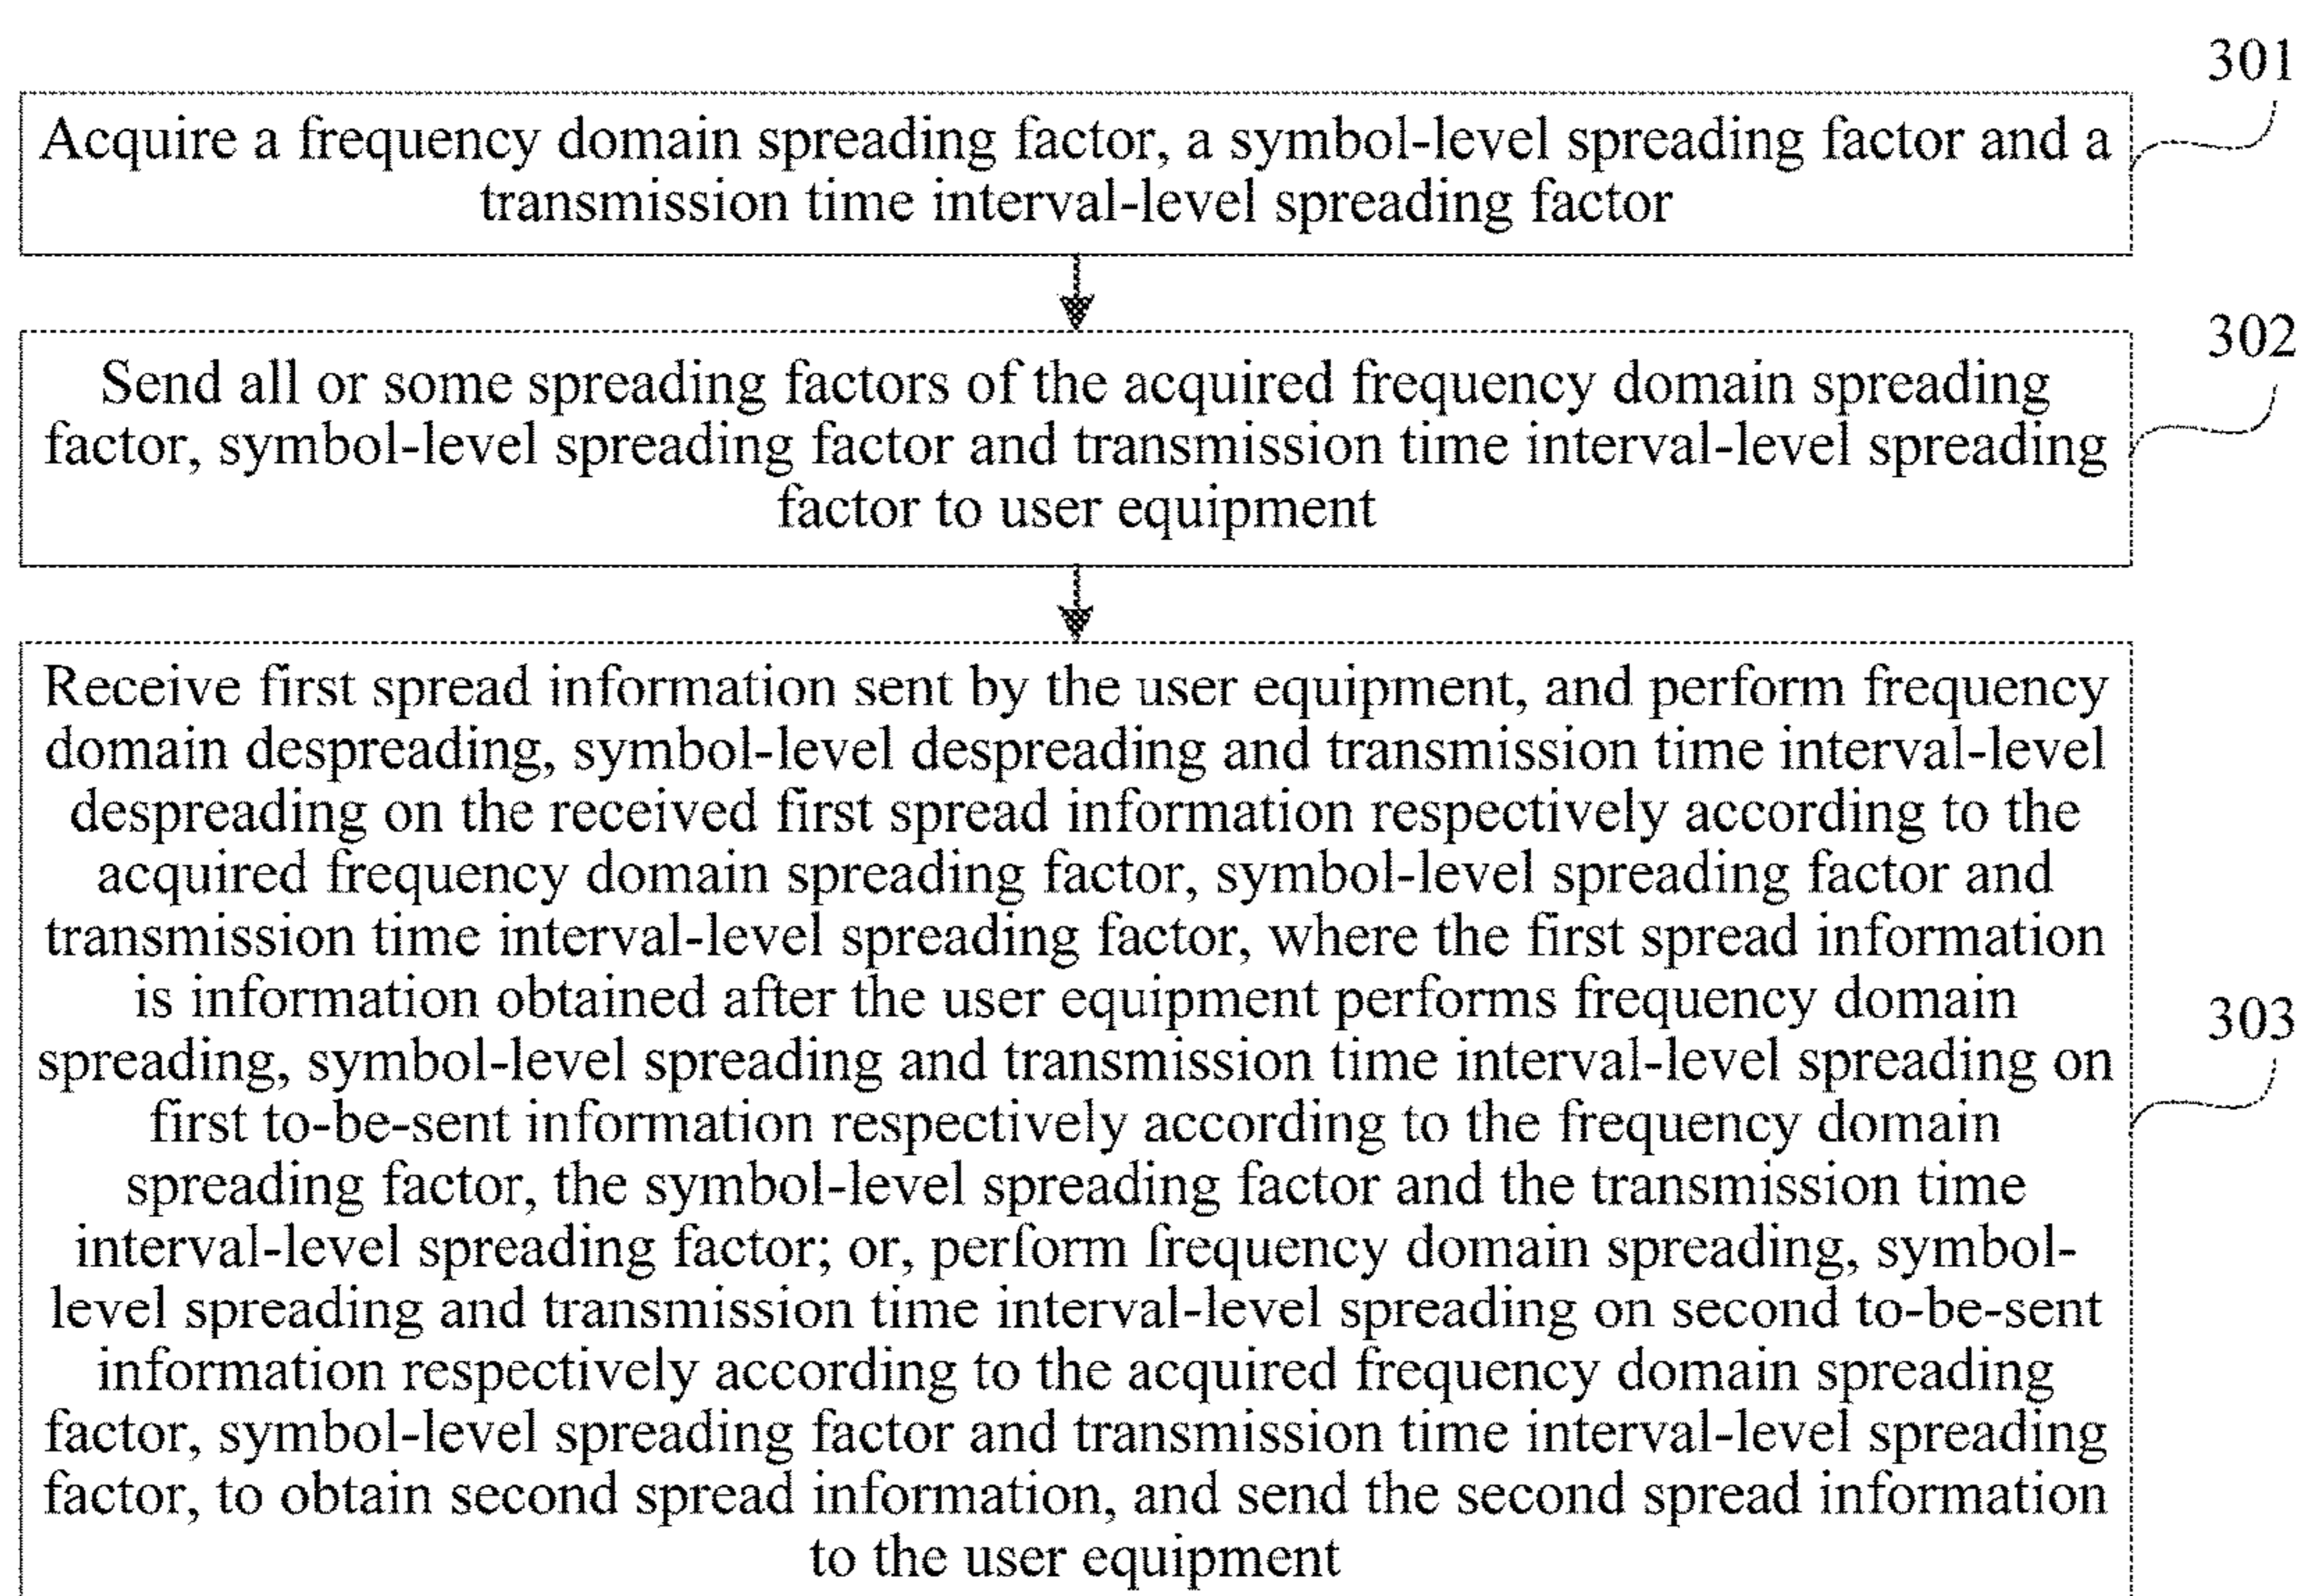 301
Acquire a frequency domain spreading factor, a symbol-level spreading factor and a
transmission time interval-level spreading factor
302
Send all or some spreading factors of the acquired frequency domain spreading
factor, symbol-level spreading factor and transmission time interval-level spreading
factor to user equipment
Receive first spread information sent by the user equipment, and perform frequency
domain despreading, symbol-level despreading and transmission time interval-level
despreading on the received first spread information respectively according to the
acquired frequency domain spreading factor, symbol-level spreading factor and
transmission time interval-level spreading factor, where the first spread information
is information obtained after the user equipment performs frequency domain
303
spreading, symbol-level spreading and transmission time interval-level spreading on
first to-be-sent information respectively according to the frequency domain
spreading factor, the symbol-level spreading factor and the transmission time
interval-level spreading factor; or, perform frequency domain spreading, symbol-
level spreading and transmission time interval-level spreading on second to-be-sent
information respectively according to the acquired frequency domain spreading
factor, symbol-level spreading factor and transmission time interval-level spreading
factor, to obtain second spread information, and send the second spread information
to the user equipment